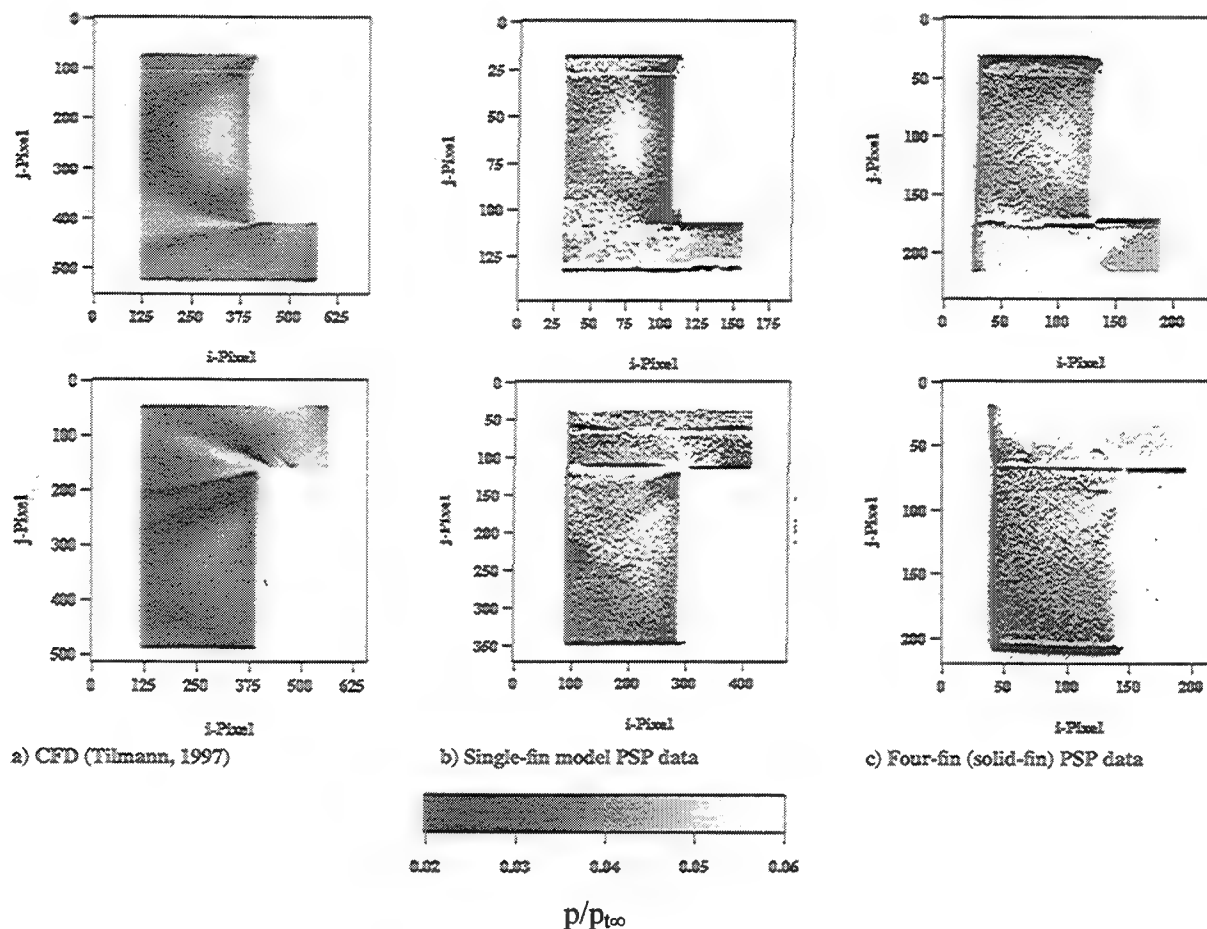 0
100
200
300
400
500
j-Pixel
0 125 250 375 500 625
i-Pixel
0
25
50
75
100
125
j-Pixel
0 25 50 75 100 125 150 175
i-Pixel
0
50
100
150
200
j-Pixel
0 50 100 150 200
i-Pixel
0
100
200
300
400
500
j-Pixel
0 125 250 375 500 625
i-Pixel
0
50
100
150
200
250
300
350
j-Pixel
0 100 200 300 400
i-Pixel
0
50
100
150
200
j-Pixel
0 50 100 150 200
i-Pixel
a) CFD (Tilmann, 1997)
b) Single-fin model PSP data
c) Four-fin (solid-fin) PSP data
0.02 0.03 0.04 0.05 0.06
p/pt∞